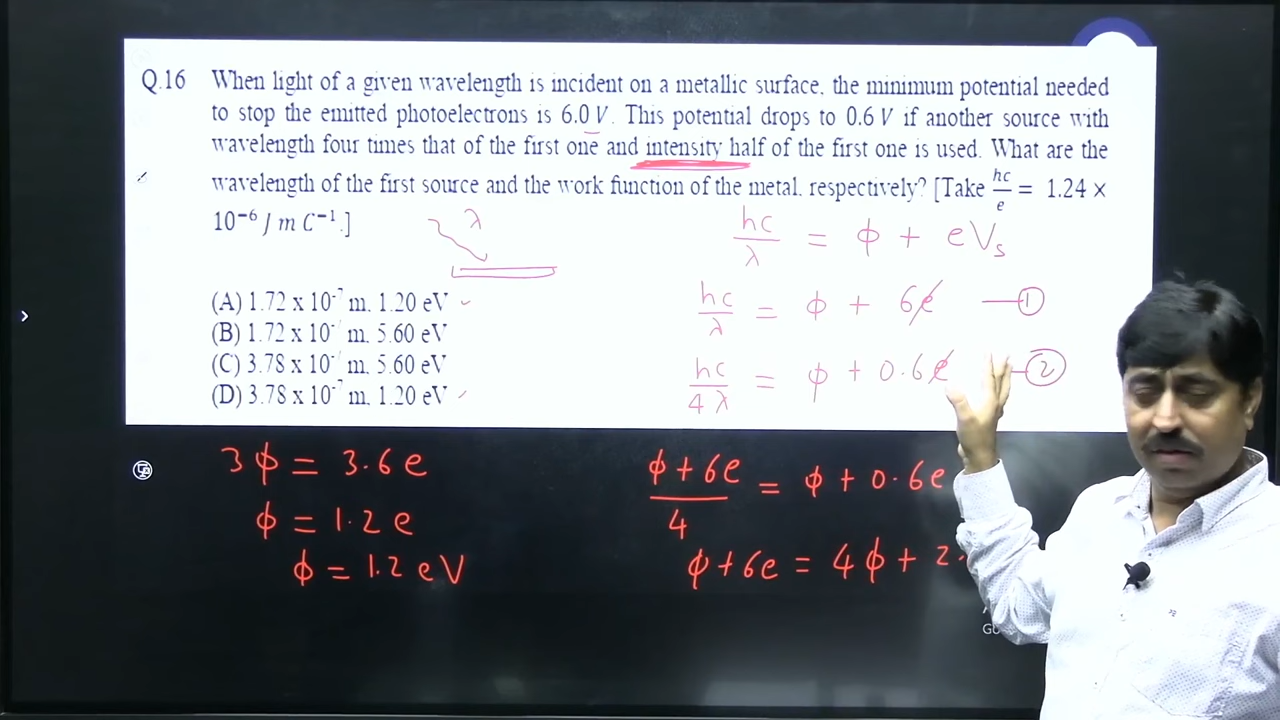 Q.16 When light of a given wavelength is incident on a metallic surface, the minimum potential needed
to stop the emitted photoelectrons is 6.0 V. This potential drops to 0.6 V if another source with
wavelength four times that of the first one and intensity half of the first one is used. What are the
wavelength of the first source and the work function of the metal, respectively? [Take hc/e = 1.24 ×
10⁻⁶ J m C⁻¹.]
λ
hc/λ = ϕ + eVₛ
(A) 1.72 x 10⁻⁷ m, 1.20 eV
(B) 1.72 x 10⁻⁷ m, 5.60 eV
(C) 3.78 x 10⁻⁷ m, 5.60 eV
(D) 3.78 x 10⁻⁷ m, 1.20 eV
hc/λ = ϕ + 6e —①
hc/4λ = ϕ + 0.6e —②
ϕ + 6e/4 = ϕ + 0.6e
ϕ + 6e = 4ϕ + 2.
3ϕ = 3.6e
ϕ = 1.2e
ϕ = 1.2 eV